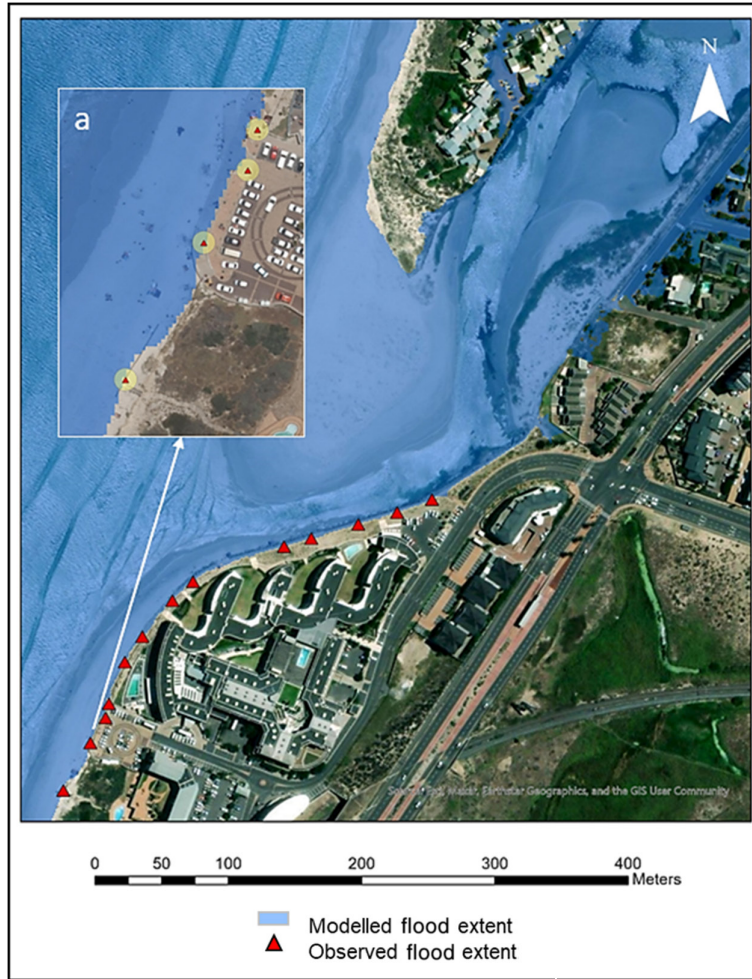 N
a
Source: Esri, Maxar, Earthstar Geographics, and the GIS User Community
0 50 100 200 300 400
Meters
Modelled flood extent
Observed flood extent